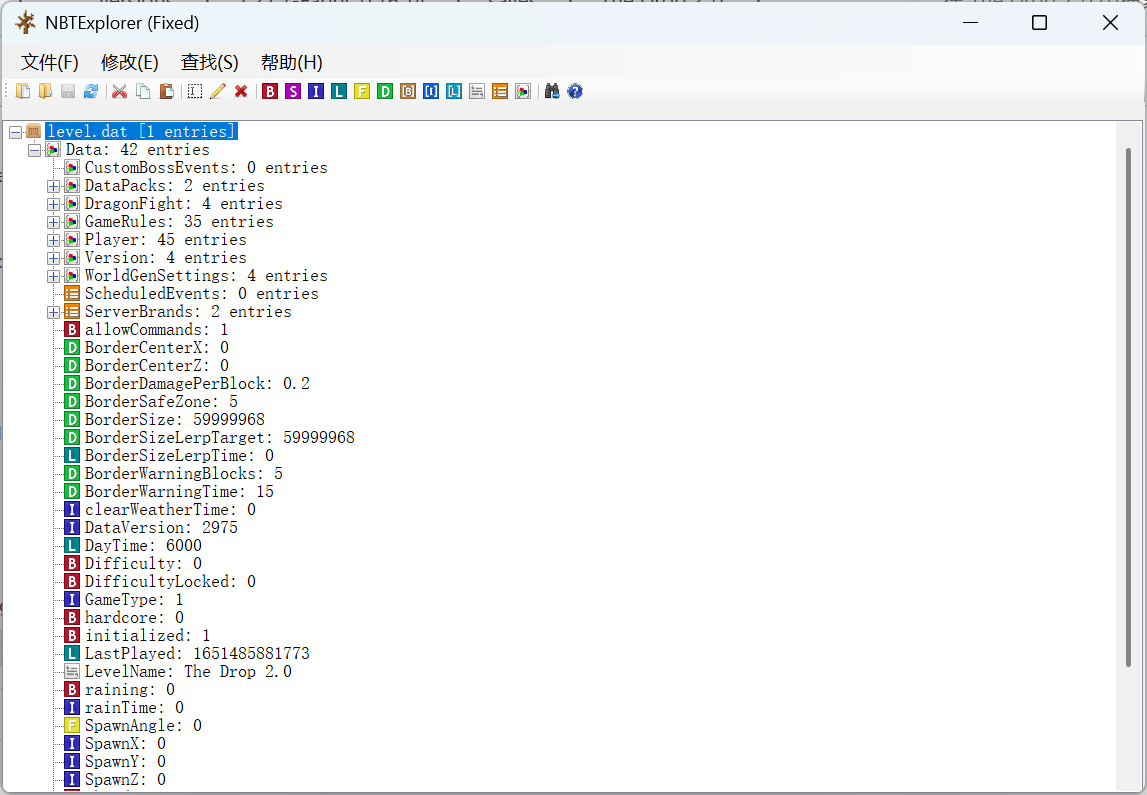 NBTExplorer (Fixed)
文件(F) 修改(E) 查找(S) 帮助(H)
B S I L F D B I L
level.dat [1 entries]
Data: 42 entries
CustomBossEvents: 0 entries
DataPacks: 2 entries
DragonFight: 4 entries
GameRules: 35 entries
Player: 45 entries
Version: 4 entries
WorldGenSettings: 4 entries
ScheduledEvents: 0 entries
ServerBrands: 2 entries
B allowCommands: 1
D BorderCenterX: 0
D BorderCenterZ: 0
D BorderDamagePerBlock: 0.2
D BorderSafeZone: 5
D BorderSize: 59999968
D BorderSizeLerpTarget: 59999968
L BorderSizeLerpTime: 0
D BorderWarningBlocks: 5
D BorderWarningTime: 15
I clearWeatherTime: 0
I DataVersion: 2975
L DayTime: 6000
B Difficulty: 0
B DifficultyLocked: 0
I GameType: 1
B hardcore: 0
B initialized: 1
L LastPlayed: 1651485881773
LevelName: The Drop 2.0
B raining: 0
I rainTime: 0
F SpawnAngle: 0
I SpawnX: 0
I SpawnY: 0
I SpawnZ: 0